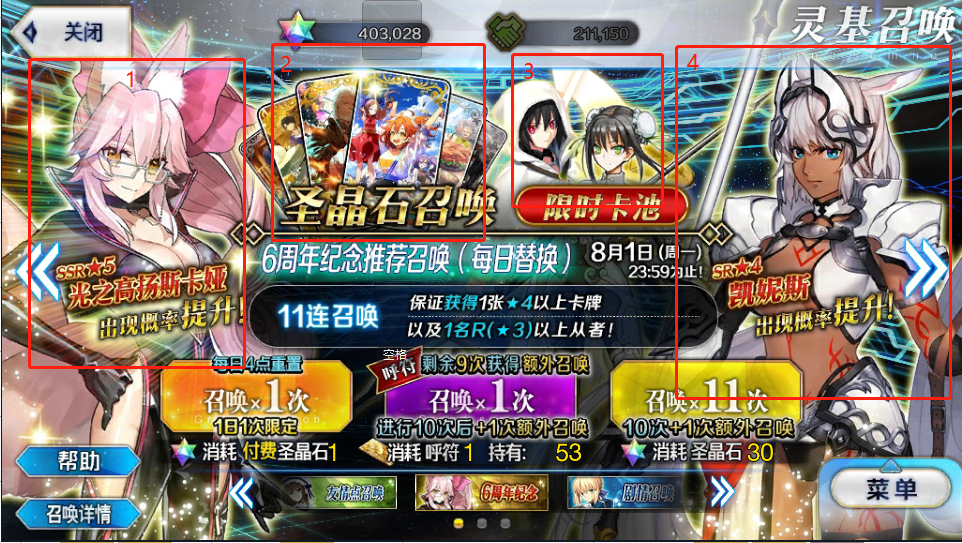 关闭
403,028
211,150
灵基召唤
Grand Summon
1
2
3
4
圣晶石召唤
限时卡池
6周年纪念推荐召唤（每日替换）
8月1日（周一）
23:59为止！
SSR★5
光之高扬斯卡娅
出现概率提升！
SR★4
凯妮斯
出现概率提升！
11连召唤
保证获得1张★4以上卡牌
以及1名R(★3)以上从者！
每日4点重置
召唤×1次
1日1次限定
消耗 付费圣晶石1
空格
呼符
剩余9次获得额外召唤
召唤×1次
进行10次后+1次额外召唤
消耗 呼符 1 持有: 53
召唤×11次
10次+1次额外召唤
消耗 圣晶石 30
帮助
召唤详情
友情点召唤
6周年纪念
剧情召唤
菜单